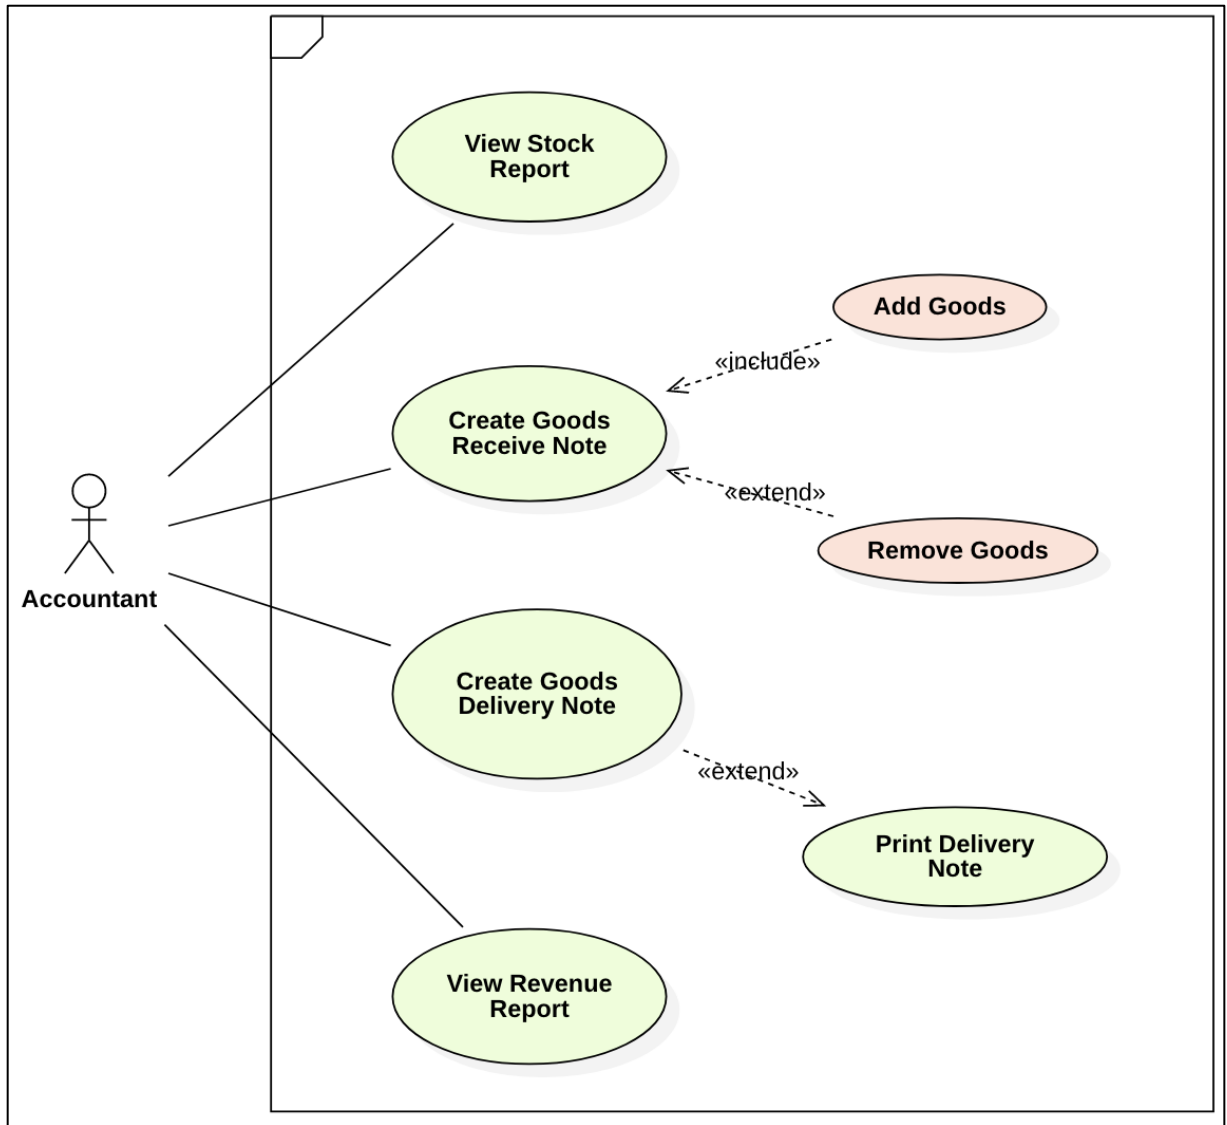 View Stock
Report
Add Goods
«include»
Create Goods
Receive Note
«extend»
Remove Goods
Accountant
Create Goods
Delivery Note
«extend»
Print Delivery
Note
View Revenue
Report